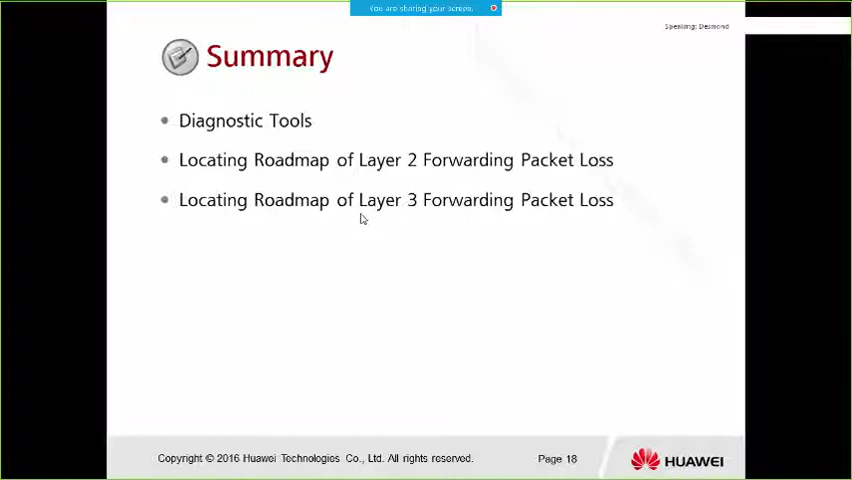 You are sharing your screen.
Speaking: Desmond
Summary
Diagnostic Tools
Locating Roadmap of Layer 2 Forwarding Packet Loss
Locating Roadmap of Layer 3 Forwarding Packet Loss
Copyright © 2016 Huawei Technologies Co., Ltd. All rights reserved.
Page 18
HUAWEI